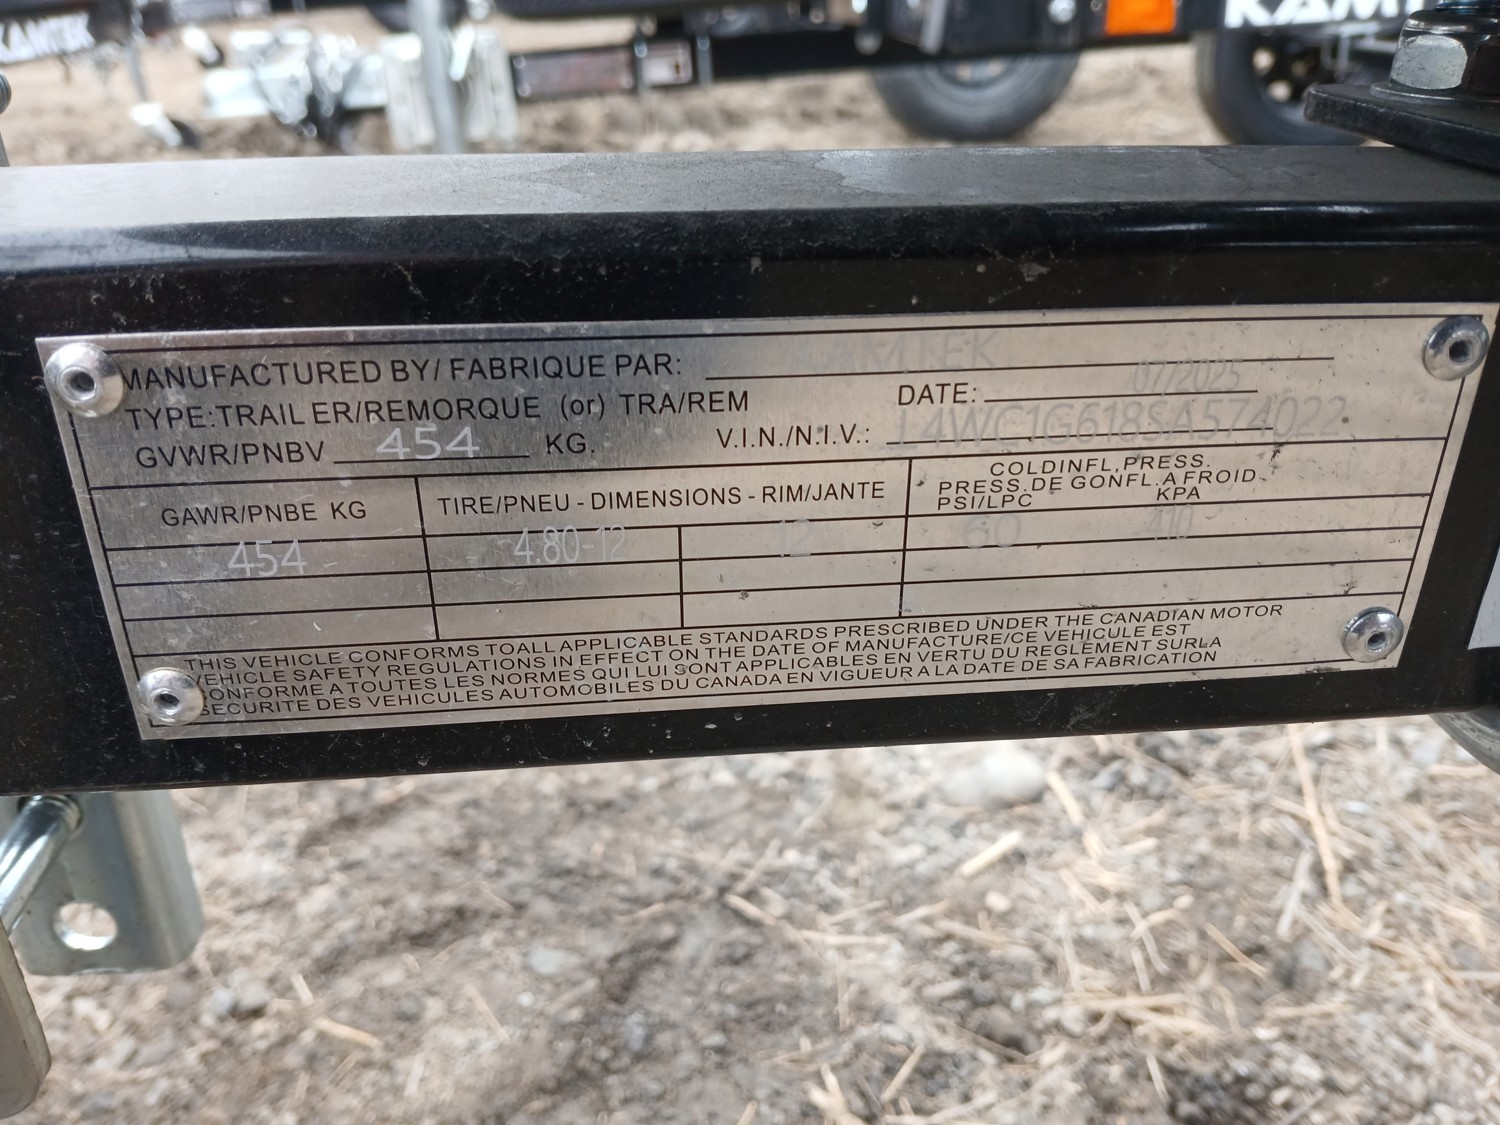 KAMTEK
KAMTEK
MANUFACTURED BY/ FABRIQUE PAR: KAMTEK
TYPE:TRAILER/REMORQUE (or) TRA/REM DATE: 07/2025
GVWR/PNBV 454 KG. V.I.N./N.I.V.: L4WC1G618SA574022
GAWR/PNBE KG TIRE/PNEU - DIMENSIONS - RIM/JANTE COLDINFL,PRESS.
PRESS.DE GONFL.A FROID
PSI/LPC KPA
454 4.80-12 12 60 410
THIS VEHICLE CONFORMS TOALL APPLICABLE STANDARDS PRESCRIBED UNDER THE CANADIAN MOTOR
VEHICLE SAFETY REGULATIONS IN EFFECT ON THE DATE OF MANUFACTURE/CE VEHICULE EST
CONFORME A TOUTES LES NORMES QUI LUI SONT APPLICABLES EN VERTU DU REGLEMENT SURLA
SECURITE DES VEHICULES AUTOMOBILES DU CANADA EN VIGUEUR A LA DATE DE SA FABRICATION